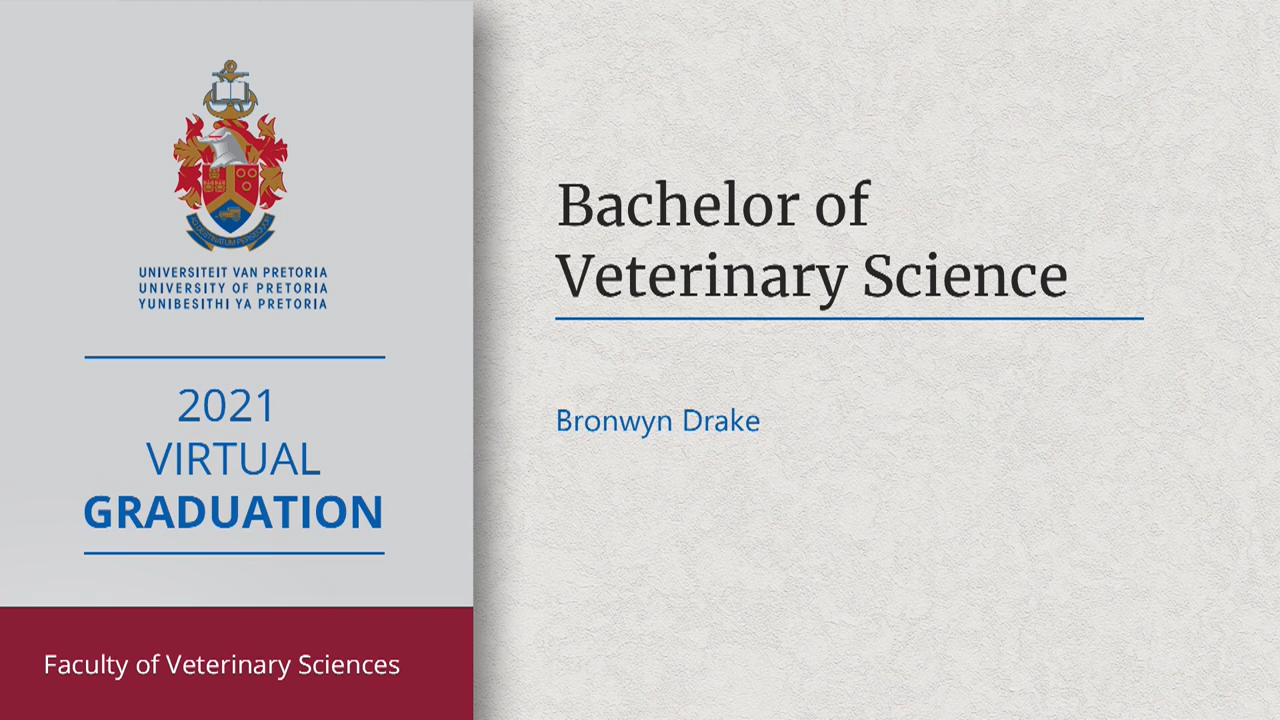 UNIVERSITEIT VAN PRETORIA
UNIVERSITY OF PRETORIA
YUNIBESITHI YA PRETORIA
2021
VIRTUAL
GRADUATION
Faculty of Veterinary Sciences
Bachelor of
Veterinary Science
Bronwyn Drake